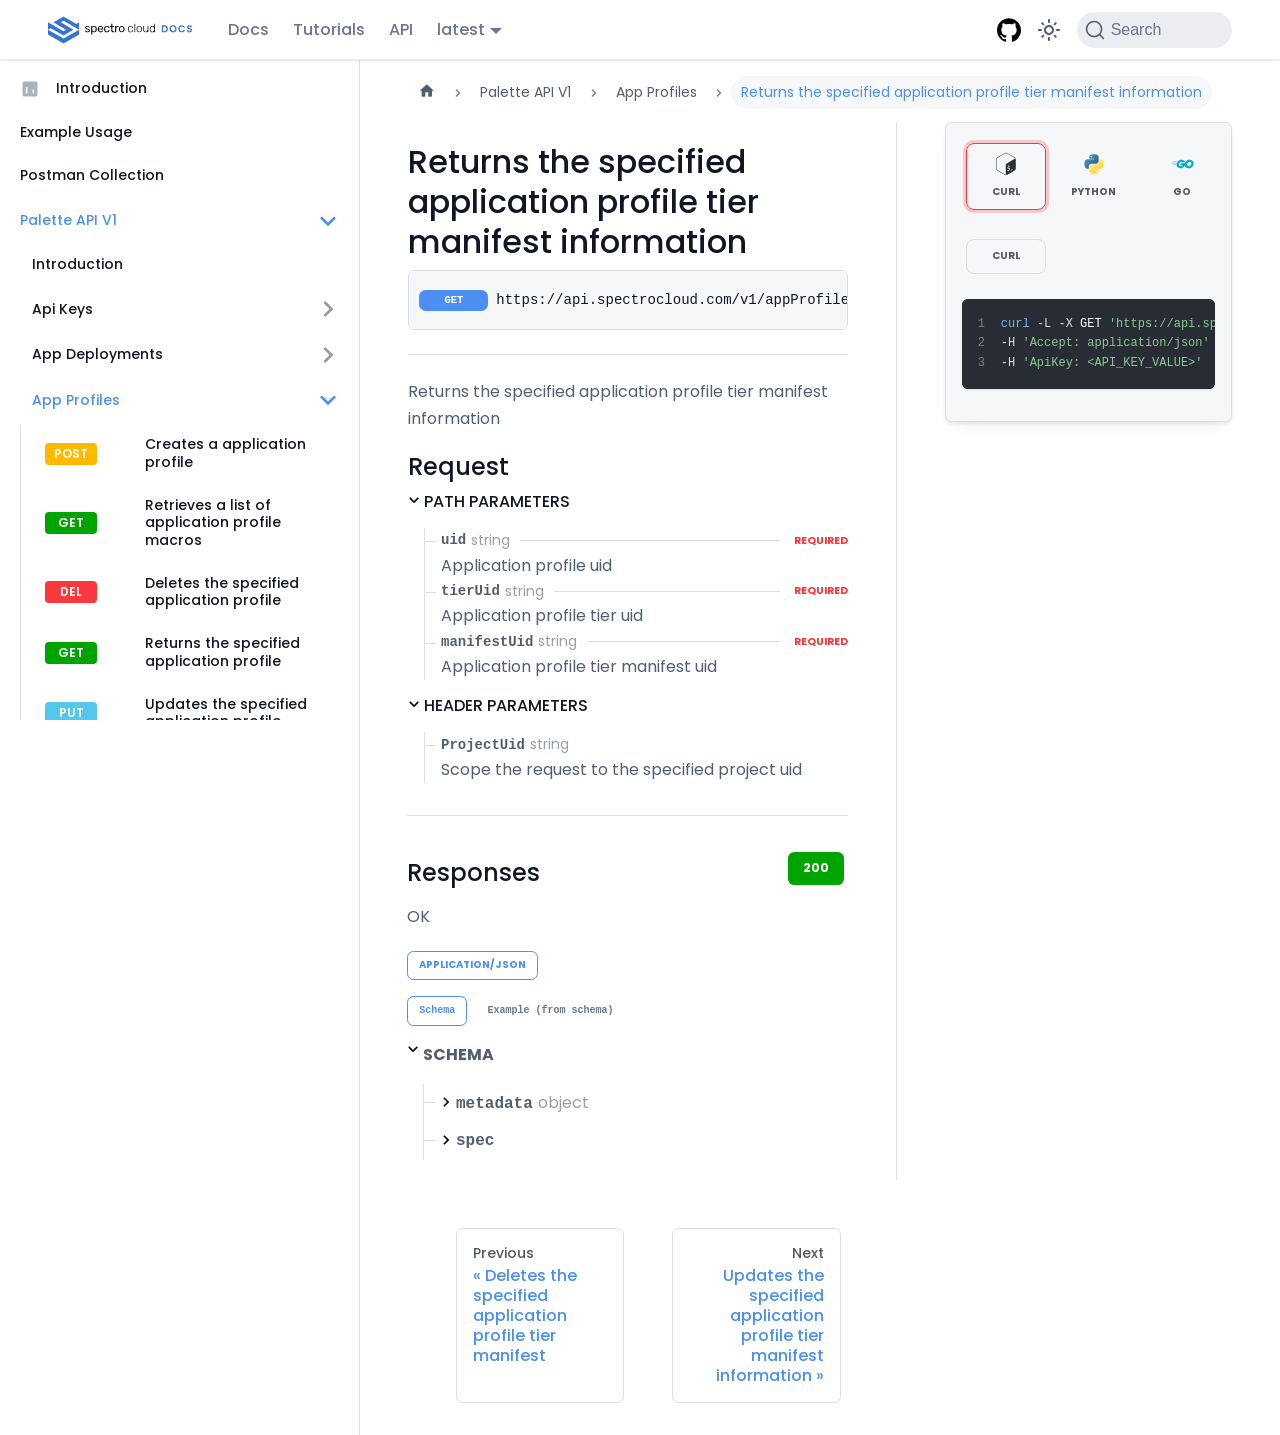 spectro cloud DOCS
Docs
Tutorials
API
latest
Search
Introduction
Example Usage
Postman Collection
Palette API V1
Introduction
Api Keys
App Deployments
App Profiles
POST
Creates a application
profile
GET
Retrieves a list of
application profile
macros
DEL
Deletes the specified
application profile
GET
Returns the specified
application profile
PUT
Updates the specified
application profile
Palette API V1
App Profiles
Returns the specified application profile tier manifest information
Returns the specified
application profile tier
manifest information
GET
https://api.spectrocloud.com/v1/appProfile
Returns the specified application profile tier manifest
information
Request
PATH PARAMETERS
uid string
REQUIRED
Application profile uid
tierUid string
REQUIRED
Application profile tier uid
manifestUid string
REQUIRED
Application profile tier manifest uid
HEADER PARAMETERS
ProjectUid string
Scope the request to the specified project uid
Responses
200
OK
APPLICATION/JSON
Schema
Example (from schema)
SCHEMA
metadata object
spec
Previous
« Deletes the
specified
application
profile tier
manifest
Next
Updates the
specified
application
profile tier
manifest
information »
CURL
PYTHON
GO
CURL
1 curl -L -X GET 'https://api.sp
2 -H 'Accept: application/json'
3 -H 'ApiKey: <API_KEY_VALUE>'